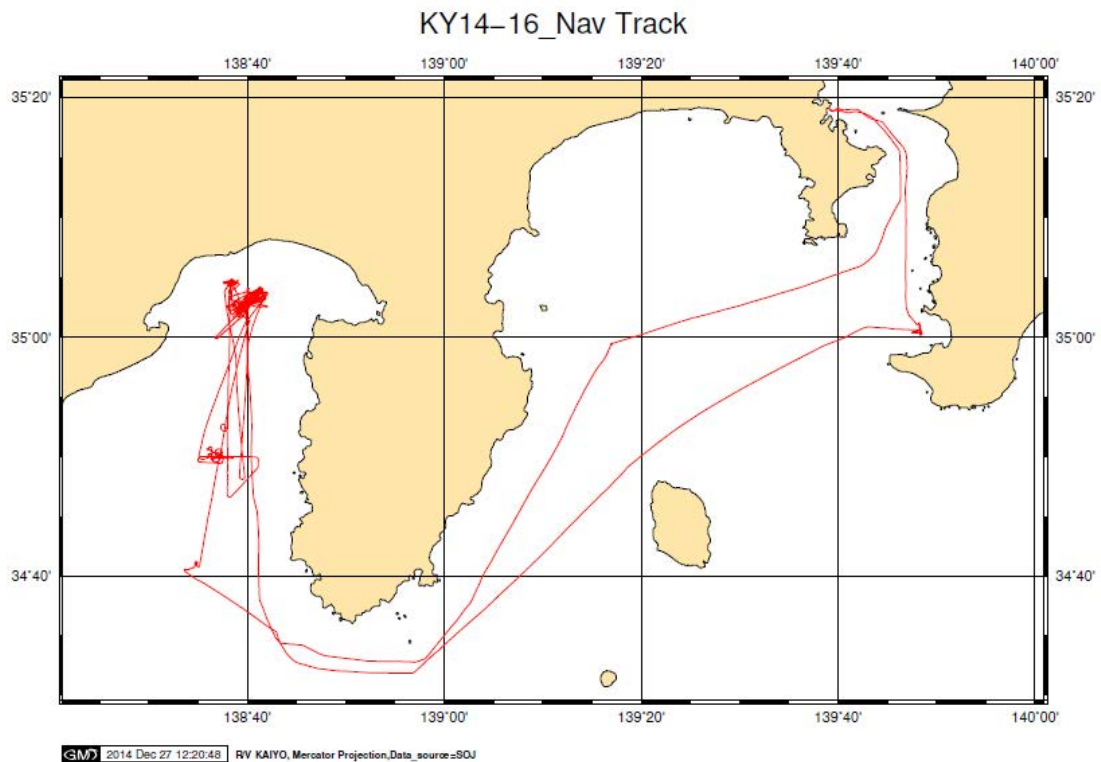 KY14−16_Nav Track
138°40' 139°00' 139°20' 139°40' 140°00'
35°20' 35°20'
35°00' 35°00'
34°40' 34°40'
138°40' 139°00' 139°20' 139°40' 140°00'
GMT 2014 Dec 27 12:20:48 R/V KAIYO, Mercator Projection,Data_source=SOJ